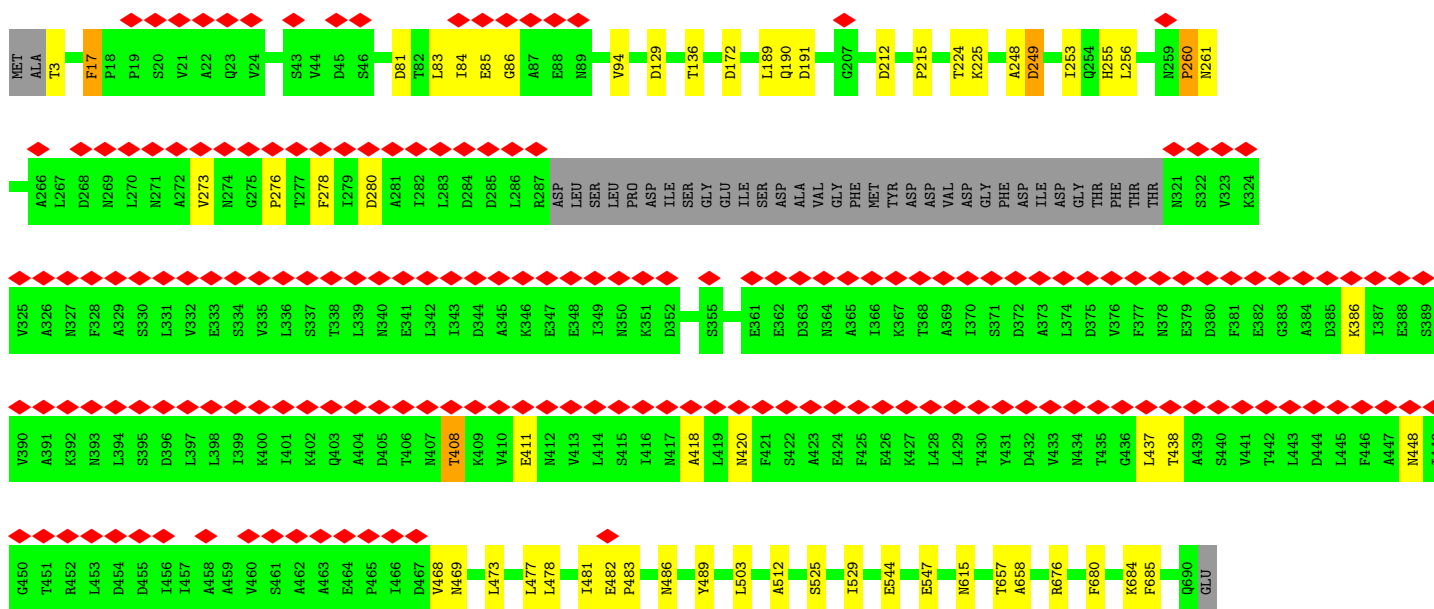 MET ALA T3 F17 P18 P19 S20 V21 A22 Q23 V24 S43 V44 D45 S46 D81 T82 L83 I84 E85 G86 A87 E88 N89 V94 D129 T136 D172 L189 Q190 D191 G207 D212 P215 T224 K225 A248 D249 I253 Q254 H255 L256 N259 P260 N261
A266 L267 D268 N269 L270 N271 A272 V273 N274 G275 P276 T277 F278 I279 D280 A281 I282 L283 D284 D285 L286 R287 ASP LEU SER LEU PRO ASP ILE SER GLY GLU ILE SER ASP ALA VAL GLY PHE MET TYR ASP ASP VAL ASP GLY PHE ASP ILE ASP GLY THR PHE THR THR N321 S322 V323 K324
V325 A326 N327 F328 A329 S330 L331 V332 E333 S334 V335 L336 S337 T338 L339 N340 E341 L342 I343 D344 A345 K346 E347 E348 I349 N350 K351 D352 S355 E361 E362 D363 N364 A365 I366 K367 T368 A369 I370 S371 D372 A373 L374 D375 V376 F377 N378 E379 D380 F381 E382 G383 A384 D385 K386 I387 E388 S389
V390 A391 K392 N393 L394 S395 D396 L397 L398 I399 K400 I401 K402 Q403 A404 D405 T406 N407 T408 K409 V410 E411 N412 V413 L414 S415 I416 N417 A418 L419 N420 F421 S422 A423 E424 F425 E426 K427 L428 L429 T430 Y431 D432 V433 N434 T435 G436 L437 T438 A439 S440 V441 T442 L443 D444 L445 F446 A447 N448
G450 T451 R452 L453 D454 D455 I456 I457 A458 A459 V460 S461 A462 A463 E464 P465 I466 D467 V468 N469 L473 L477 L478 I481 E482 P483 N486 Y489 L503 A512 S525 I529 E544 E547 N615 T657 A658 R676 F680 K684 F685 Q690 GLU